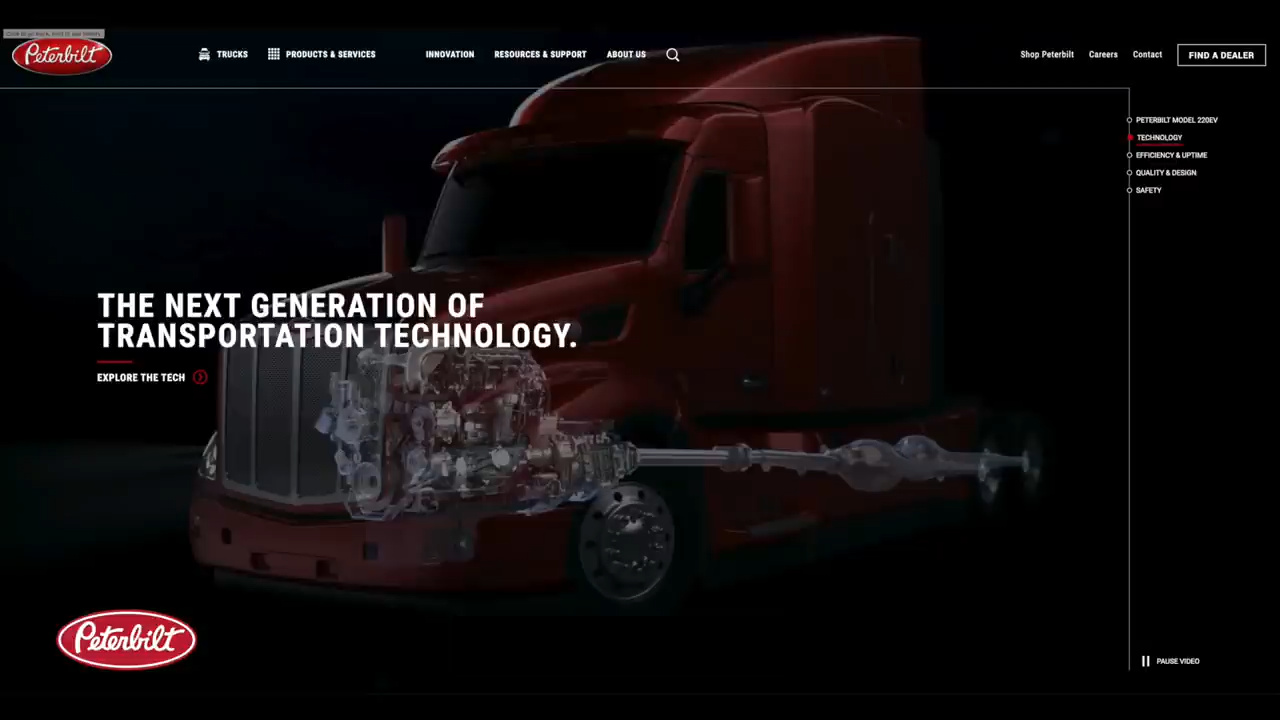 Peterbilt
TRUCKS
PRODUCTS & SERVICES
INNOVATION
RESOURCES & SUPPORT
ABOUT US
Shop Peterbilt
Careers
Contact
FIND A DEALER
PETERBILT MODEL 220EV
TECHNOLOGY
EFFICIENCY & UPTIME
QUALITY & DESIGN
SAFETY
THE NEXT GENERATION OF
TRANSPORTATION TECHNOLOGY.
EXPLORE THE TECH
Peterbilt
PAUSE VIDEO